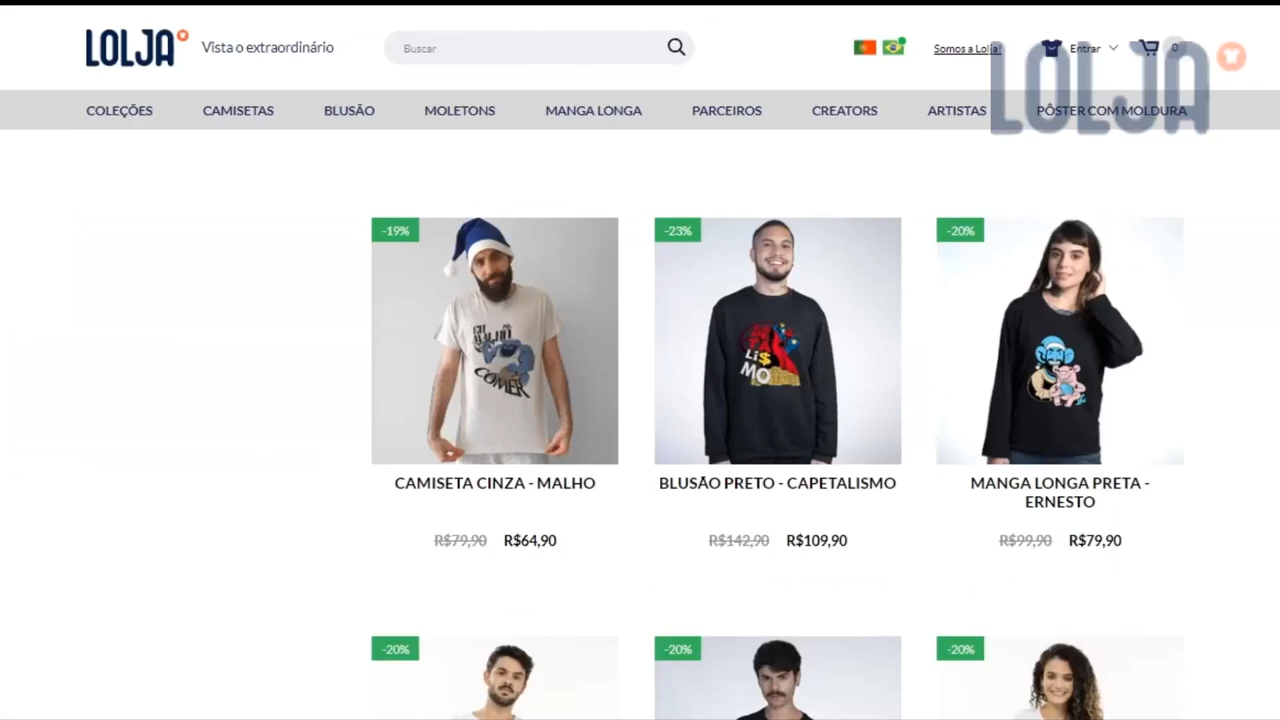 LOLJA
Vista o extraordinário
Buscar
Somos a Lolja!
Entrar
0
LOLJA
COLEÇÕES
CAMISETAS
BLUSÃO
MOLETONS
MANGA LONGA
PARCEIROS
CREATORS
ARTISTAS
PÔSTER COM MOLDURA
-19%
-23%
-20%
COMER
LI$
MO
CAMISETA CINZA - MALHO
BLUSÃO PRETO - CAPETALISMO
MANGA LONGA PRETA -
ERNESTO
R$79,90 R$64,90
R$142,90 R$109,90
R$99,90 R$79,90
-20%
-20%
-20%